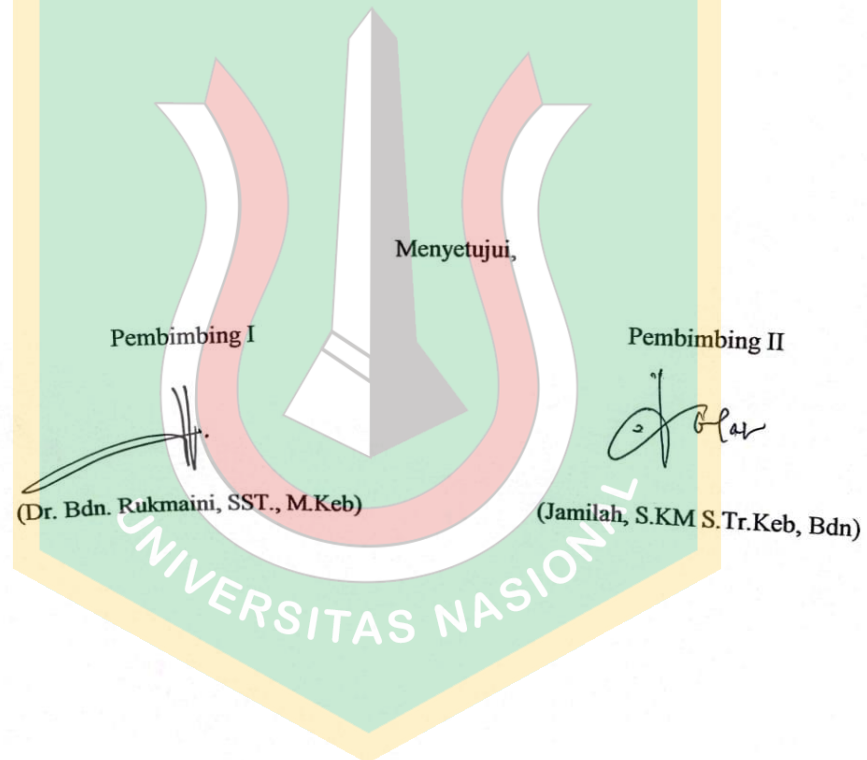 Menyetujui,
Pembimbing I
Pembimbing II
(Dr. Bdn. Rukmaini, SST., M.Keb)
(Jamilah, S.KM S.Tr.Keb, Bdn)
UNIVERSITAS NASIONAL